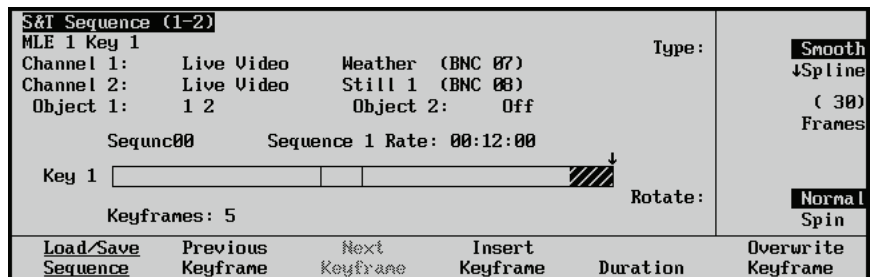 S&T Sequence (1-2)
MLE 1 Key 1
Type:
Smooth
Channel 1: Live Video Weather (BNC 07)
↓Spline
Channel 2: Live Video Still 1 (BNC 08)
Object 1: 1 2 Object 2: Off
( 30)
Frames
Sequnc00 Sequence 1 Rate: 00:12:00
↓
Key 1
Rotate:
Normal
Keyframes: 5
Spin
Load/Save Previous Next Insert Overwrite
Sequence Keyframe Keyframe Keyframe Duration Keyframe